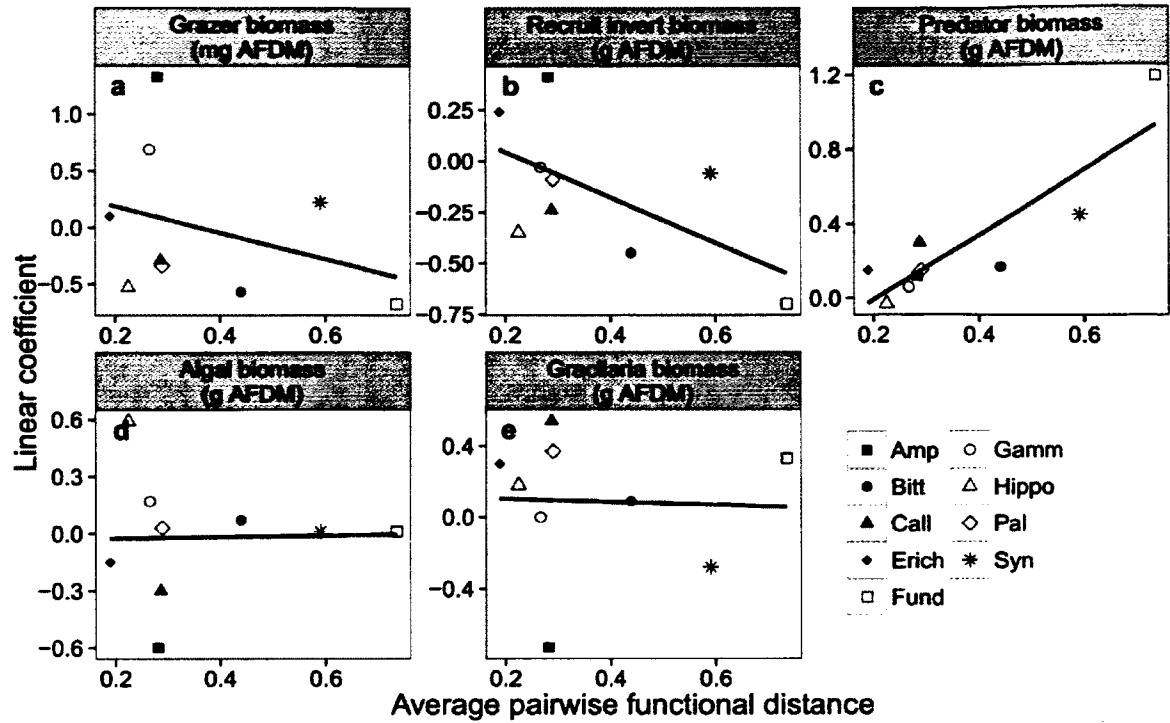 Grazer biomass
(mg AFDM)
Recruit invert biomass
(g AFDM)
Predator biomass
(g AFDM)
a
1.0
0.5
0.0
−0.5
0.2
0.4
0.6
b
0.25
0.00
−0.25
−0.50
−0.75
0.2
0.4
0.6
c
1.2
0.8
0.4
0.0
0.2
0.4
0.6
Linear coefficient
Algal biomass
(g AFDM)
Gracilaria biomass
(g AFDM)
d
0.6
0.3
0.0
−0.3
−0.6
0.2
0.4
0.6
e
0.4
0.0
−0.4
0.2
0.4
0.6
Amp
Bitt
Call
Erich
Fund
Gamm
Hippo
Pal
Syn
Average pairwise functional distance